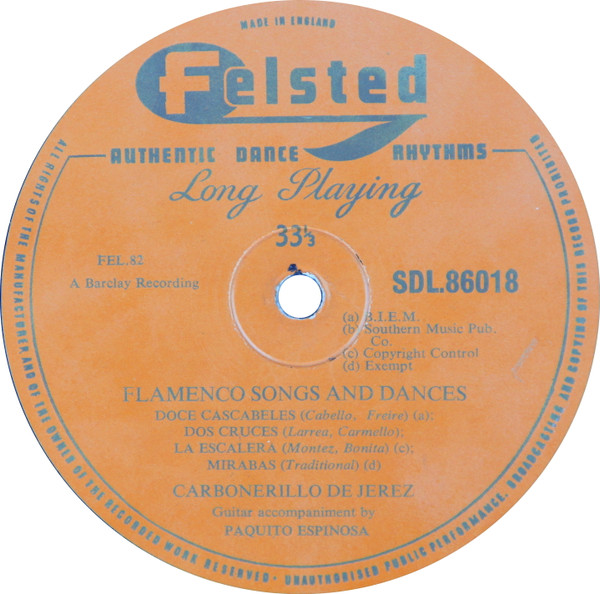 MADE IN ENGLAND
Felsted
AUTHENTIC DANCE RHYTHMS
Long Playing
33⅓
FEL.82
A Barclay Recording
SDL.86018
(a) B.I.E.M.
(b) Southern Music Pub.
Co.
(c) Copyright Control
(d) Exempt
FLAMENCO SONGS AND DANCES
DOCE CASCABELES (Cabello, Freire) (a);
DOS CRUCES (Larrea, Carmello);
LA ESCALERA (Montez, Bonita) (c);
MIRABAS (Traditional) (d)
CARBONERILLO DE JEREZ
Guitar accompaniment by
PAQUITO ESPINOSA
ALL RIGHTS OF THE MANUFACTURER AND OF THE OWNER OF THE RECORDED WORK RESERVED · UNAUTHORISED PUBLIC PERFORMANCE, BROADCASTING AND COPYING OF THIS RECORD PROHIBITED